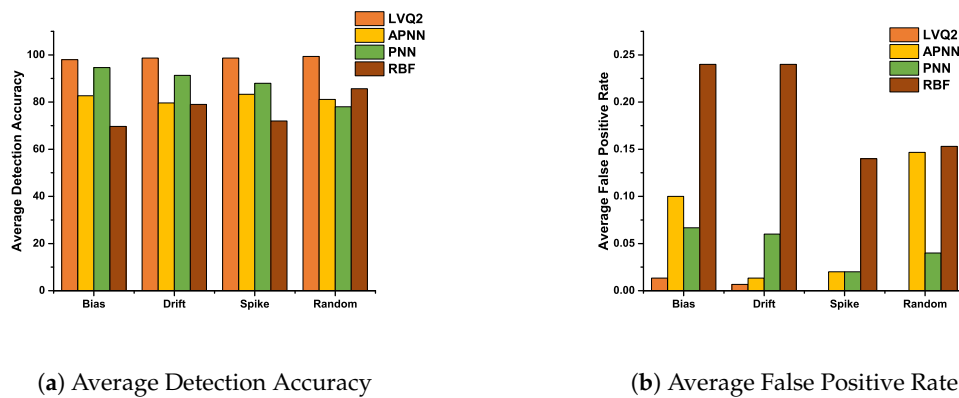 LVQ2
APNN
PNN
RBF
100
80
60
40
20
0
Average Detection Accuracy
Bias Drift Spike Random
(a) Average Detection Accuracy
LVQ2
APNN
PNN
RBF
0.25
0.20
0.15
0.10
0.05
0.00
Average False Positive Rate
Bias Drift Spike Random
(b) Average False Positive Rate